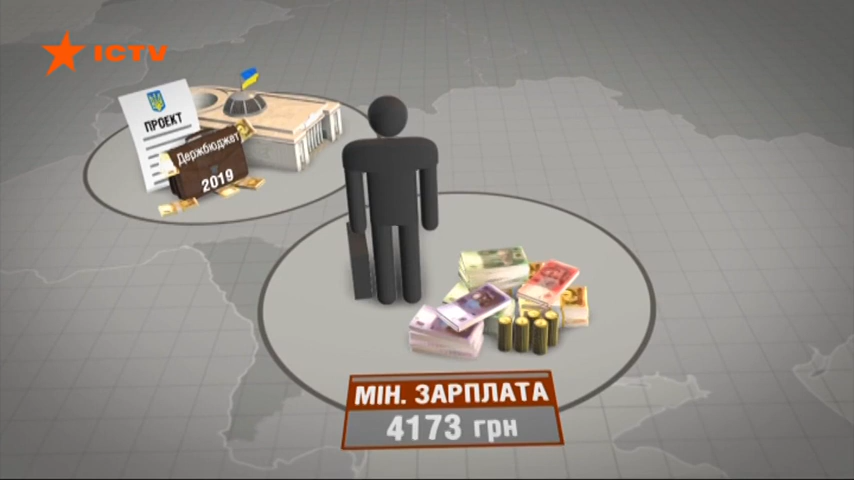 ICTV
ПРОЕКТ
Держбюджет
2019
МІН. ЗАРПЛАТА
4173 грн